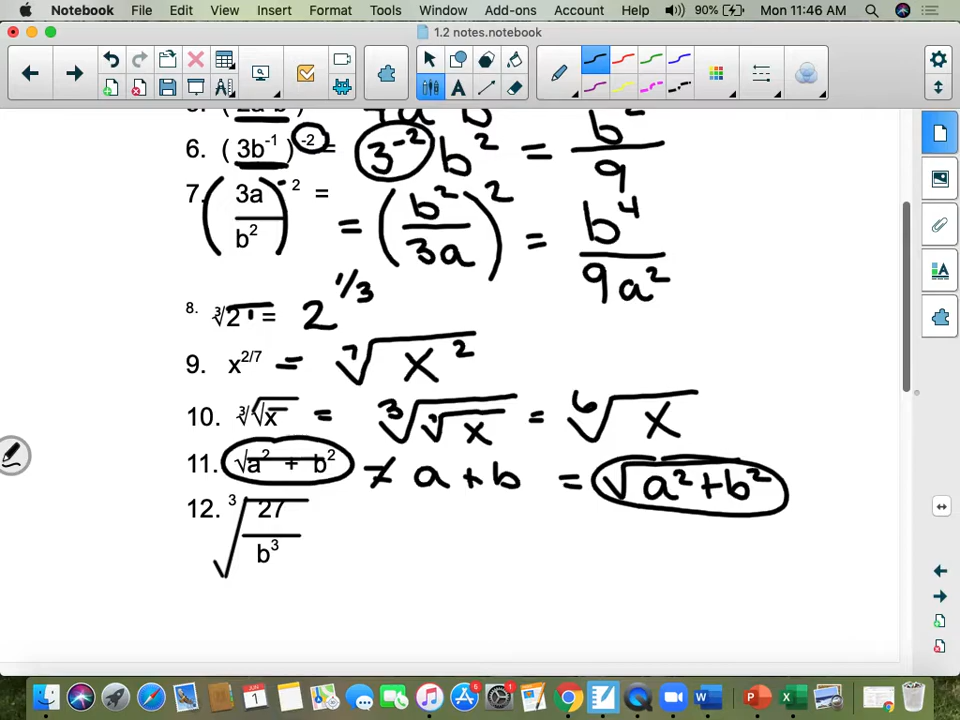 Notebook File Edit View Insert Format Tools Window Add-ons Account Help 90% Mon 11:46 AM
1.2 notes.notebook
6. (3b⁻¹)⁻² = 3⁻² b² = b²/9
7. (3a/b²)⁻² = = (b²/3a)² = b⁴/9a²
8. ∛2¹ = 2^1/3
9. x^2/7 = ⁷√x²
10. ∛√x = ∛²√x = ⁶√x
11. √a² + b² ≠ a+b = √a²+b²
12. ∛27/b³